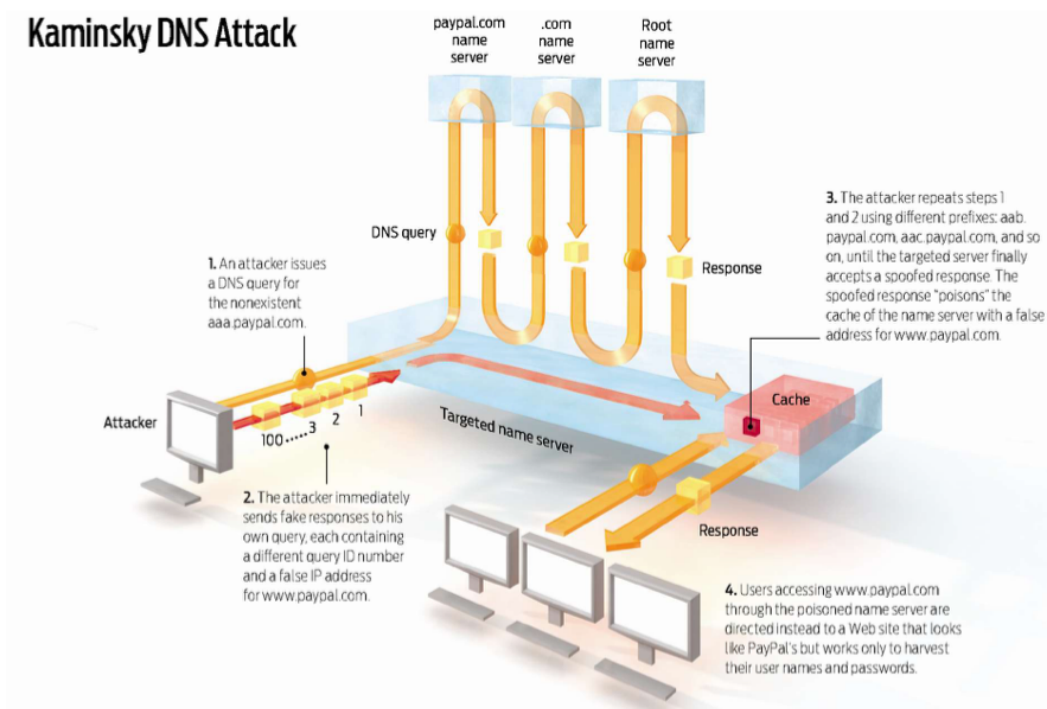 Kaminsky DNS Attack
paypal.com
name
server
.com
name
server
Root
name
server
DNS query
Response
1. An attacker issues
a DNS query for
the nonexistent
aaa.paypal.com.
3. The attacker repeats steps 1
and 2 using different prefixes: aab.
paypal.com, aac.paypal.com, and so
on, until the targeted server finally
accepts a spoofed response. The
spoofed response "poisons" the
cache of the name server with a false
address for www.paypal.com.
Attacker
100.....3 2 1
Targeted name server
Cache
2. The attacker immediately
sends fake responses to his
own query, each containing
a different query ID number
and a false IP address
for www.paypal.com.
Response
4. Users accessing www.paypal.com
through the poisoned name server are
directed instead to a Web site that looks
like PayPal's but works only to harvest
their user names and passwords.